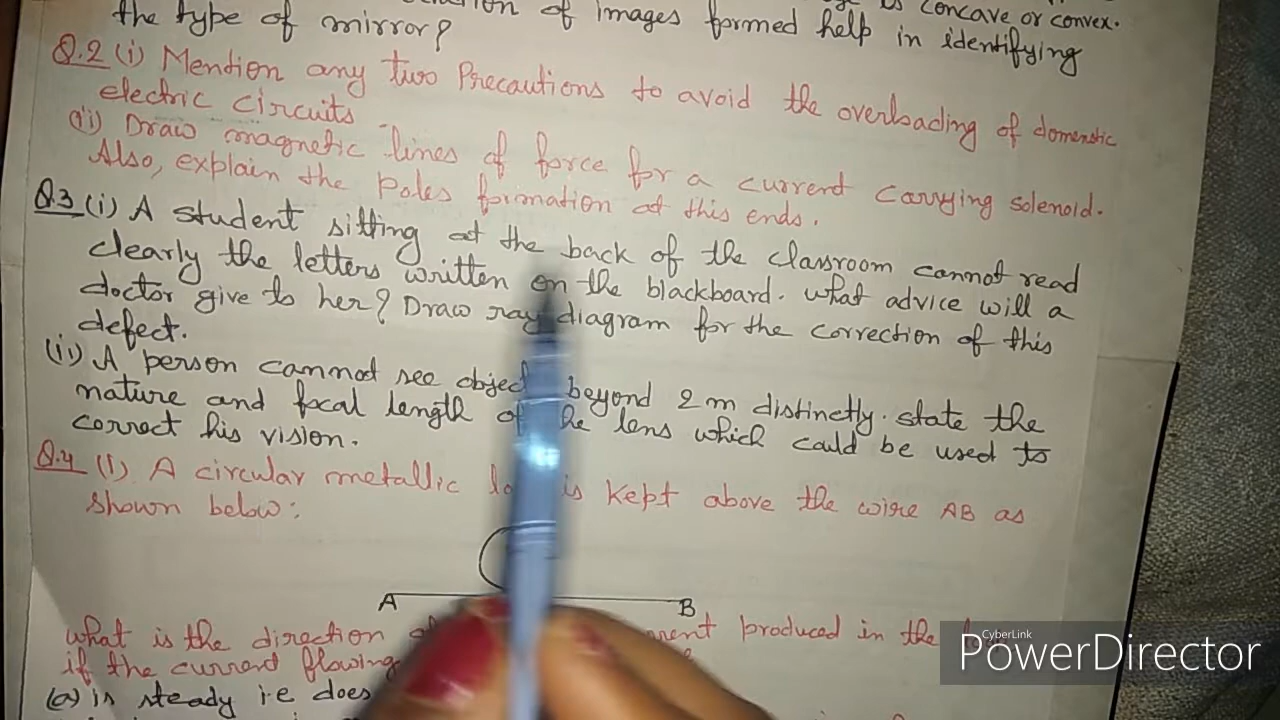 of images formed help in identifying
is concave or convex.
the type of mirror?
Q.2 (i) Mention any two Precautions to avoid the overloading of domenstic
electric circuits
(ii) Draw magnetic lines of force for a current carrying solenoid.
Also, explain the Poles formation at this ends.
Q.3 (i) A student sitting at the back of the classroom cannot read
clearly the letters written on the blackboard. what advice will a
doctor give to her? Draw ray diagram for the correction of this
defect.
(ii) A person cannot see object beyond 2 m distinctly. state the
nature and focal length of the lens which could be used to
correct his vision.
Q.4 (1) A circular metallic is kept above the wire AB as
shown below:
A B
what is the direction produced in the
if the current flowing
(a) is steady i.e does
CyberLink
PowerDirector